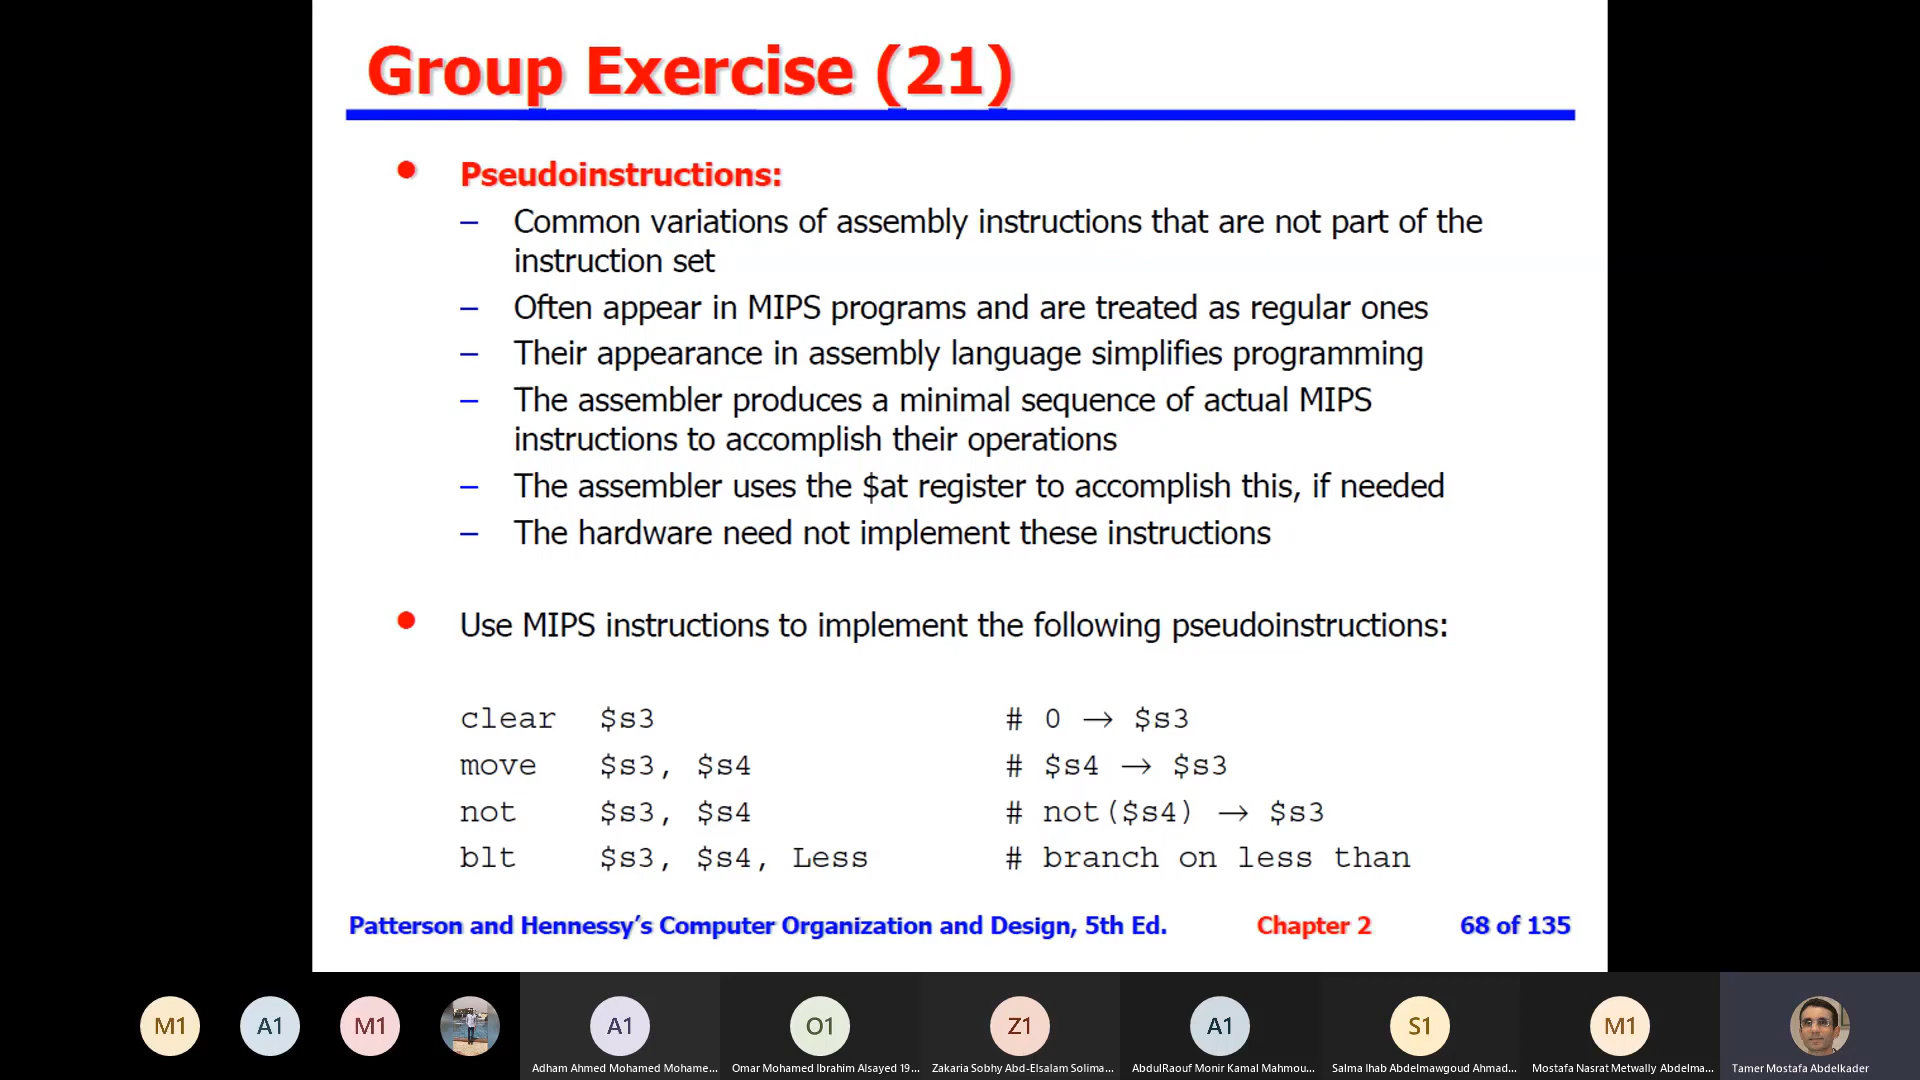 Group Exercise (21)
Pseudoinstructions:
– Common variations of assembly instructions that are not part of the
instruction set
– Often appear in MIPS programs and are treated as regular ones
– Their appearance in assembly language simplifies programming
– The assembler produces a minimal sequence of actual MIPS
instructions to accomplish their operations
– The assembler uses the $at register to accomplish this, if needed
– The hardware need not implement these instructions
Use MIPS instructions to implement the following pseudoinstructions:
clear $s3 # 0 → $s3
move $s3, $s4 # $s4 → $s3
not $s3, $s4 # not($s4) → $s3
blt $s3, $s4, Less # branch on less than
Patterson and Hennessy’s Computer Organization and Design, 5th Ed. Chapter 2 68 of 135
M1 A1 M1 A1 O1 Z1 A1 S1 M1
Adham Ahmed Mohamed Mohame... Omar Mohamed Ibrahim Alsayed 19... Zakaria Sobhy Abd-Elsalam Solima... AbdulRaouf Monir Kamal Mahmou... Salma Ihab Abdelmawgoud Ahmad... Mostafa Nasrat Metwally Abdelma... Tamer Mostafa Abdelkader